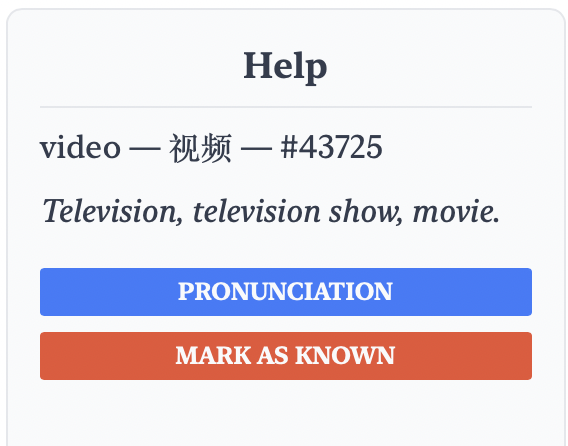 Help
video — 视频 — #43725
Television, television show, movie.
PRONUNCIATION
MARK AS KNOWN